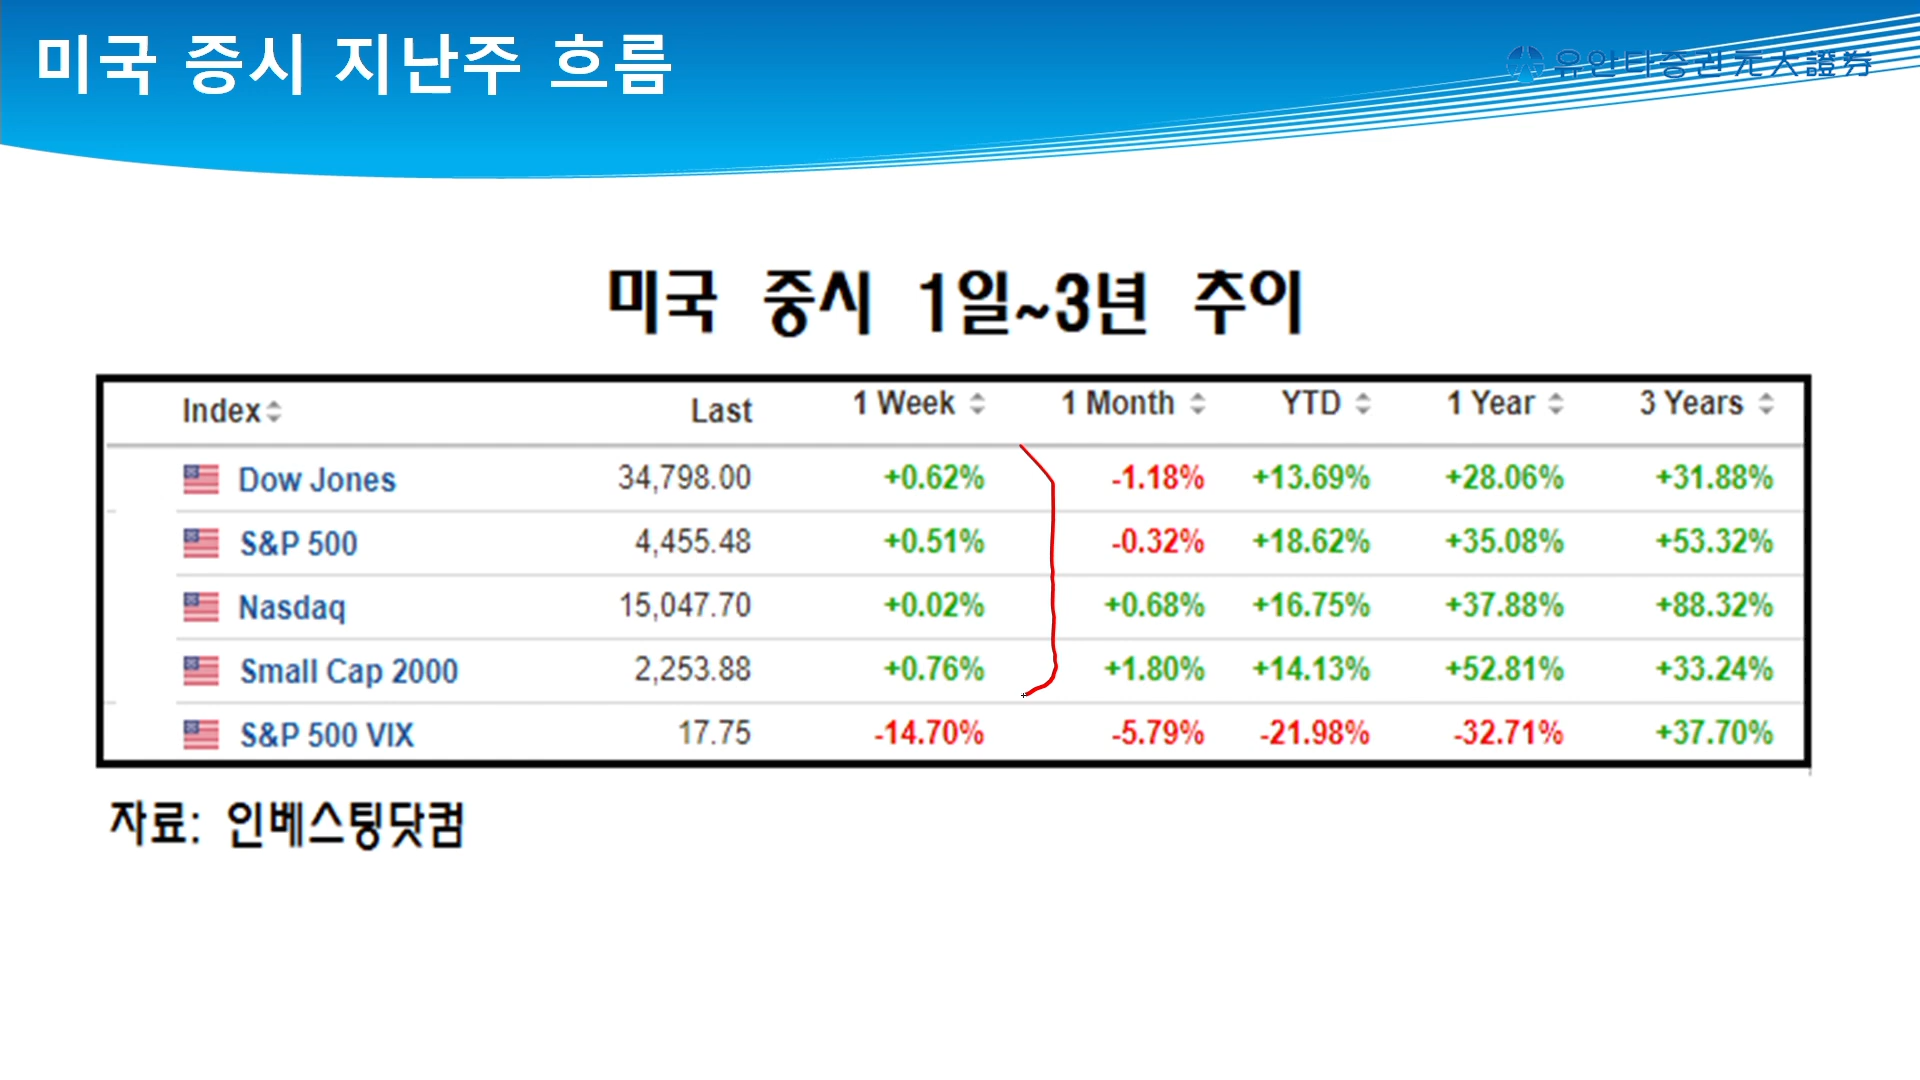 미국 증시 지난주 흐름
유안타증권 元大證券
미국 증시 1일~3년 추이
Index Last 1 Week 1 Month YTD 1 Year 3 Years
Dow Jones 34,798.00 +0.62% -1.18% +13.69% +28.06% +31.88%
S&P 500 4,455.48 +0.51% -0.32% +18.62% +35.08% +53.32%
Nasdaq 15,047.70 +0.02% +0.68% +16.75% +37.88% +88.32%
Small Cap 2000 2,253.88 +0.76% +1.80% +14.13% +52.81% +33.24%
S&P 500 VIX 17.75 -14.70% -5.79% -21.98% -32.71% +37.70%
자료: 인베스팅닷컴